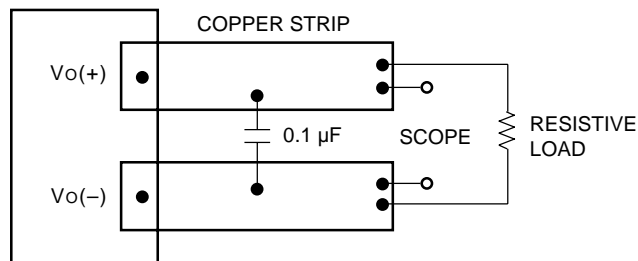 COPPER STRIP
VO(+)
0.1 µF
SCOPE
RESISTIVE
LOAD
VO(–)